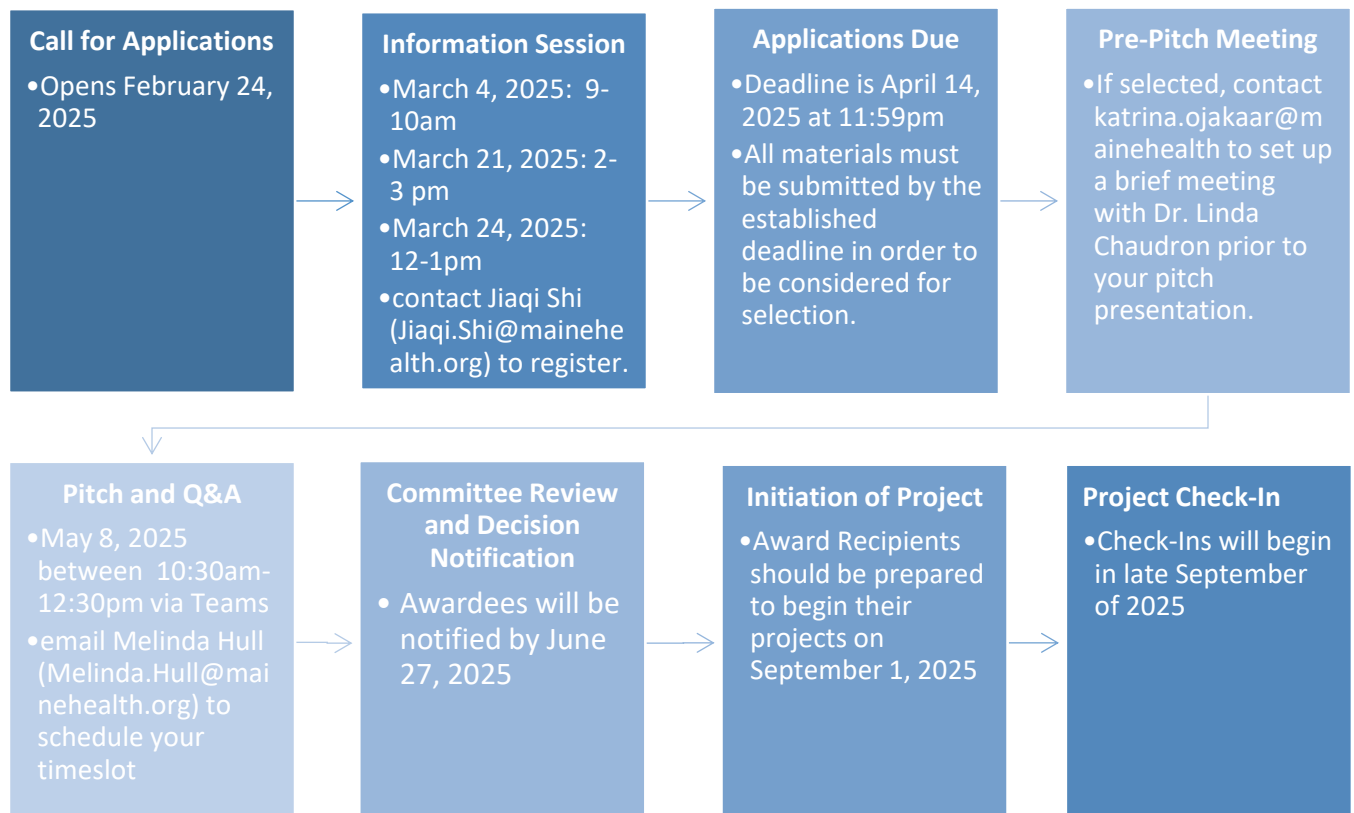 Call for Applications
•Opens February 24,
2025
Information Session
•March 4, 2025:  9-
10am
•March 21, 2025: 2-
3 pm
•March 24, 2025:
12-1pm
•contact Jiaqi Shi
(Jiaqi.Shi@mainehe
alth.org) to register.
Applications Due
•Deadline is April 14,
2025 at 11:59pm
•All materials must
be submitted by the
established
deadline in order to
be considered for
selection.
Pre-Pitch Meeting
•If selected, contact
katrina.ojakaar@m
ainehealth to set up
a brief meeting
with Dr. Linda
Chaudron prior to
your pitch
presentation.
Pitch and Q&A
•May 8, 2025
between  10:30am-
12:30pm via Teams
•email Melinda Hull
(Melinda.Hull@mai
nehealth.org) to
schedule your
timeslot
Committee Review
and Decision
Notification
• Awardees will be
notified by June
27, 2025
Initiation of Project
•Award Recipients
should be prepared
to begin their
projects on
September 1, 2025
Project Check-In
•Check-Ins will begin
in late September
of 2025